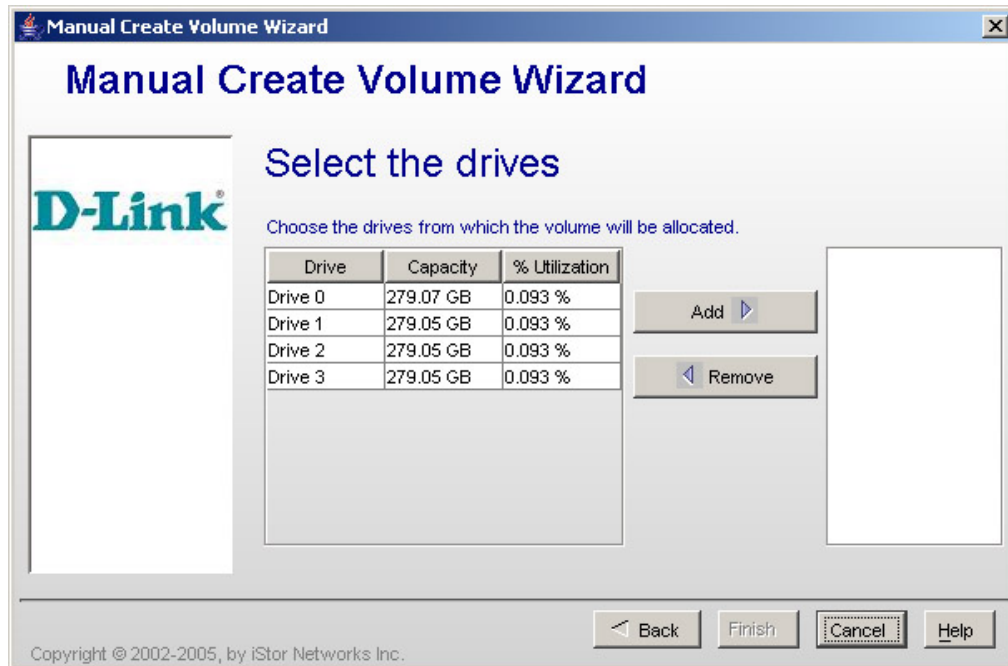 Manual Create Volume Wizard
Manual Create Volume Wizard
D-Link®
Select the drives
Choose the drives from which the volume will be allocated.
Drive Capacity % Utilization
Drive 0 279.07 GB 0.093 %
Drive 1 279.05 GB 0.093 %
Drive 2 279.05 GB 0.093 %
Drive 3 279.05 GB 0.093 %
Add
Remove
Back Finish Cancel Help
Copyright © 2002-2005, by iStor Networks Inc.